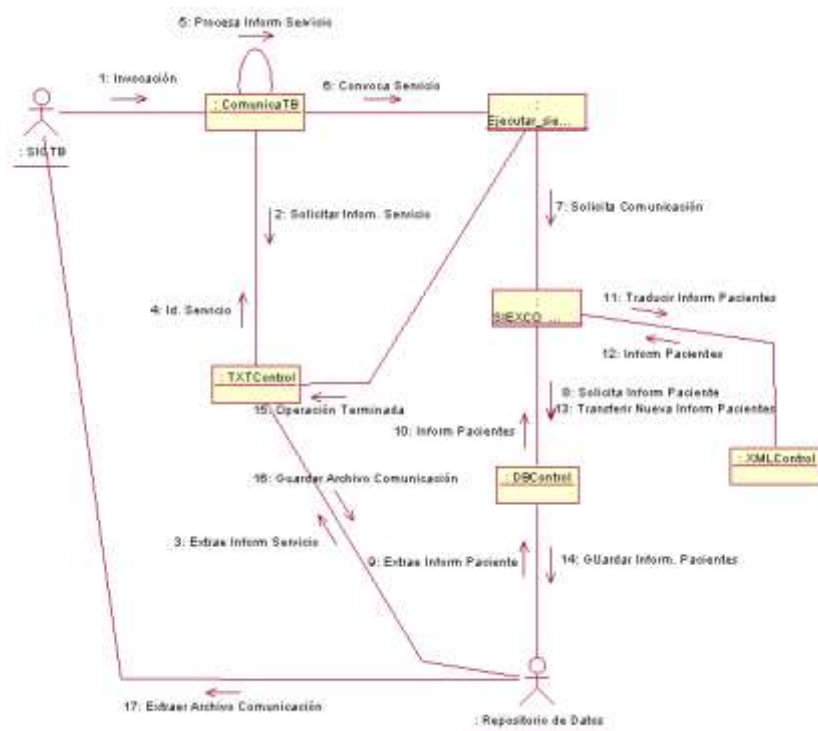 5: Procesa Inform Servicio
1: Invocación
6: Convoca Servicio
: ComunicaTB
:
Ejecutar_sie...
: SIGTB
2: Solicitar Inform. Servicio
7: Solicita Comunicación
4: Id. Servicio
:
SIEXCO_...
11: Traducir Inform Pacientes
12: Inform Pacientes
: TXTControl
8: Solicita Inform Paciente
15: Operación Terminada
13: Transferir Nueva Inform Pacientes
10: Inform Pacientes
: XMLControl
: DBControl
16: Guardar Archivo Comunicación
3: Extrae Inform Servicio
9: Extrae Inform Paciente
14: GUardar Inform. Pacientes
17: Extraer Archivo Comunicación
: Repositorio de Datos